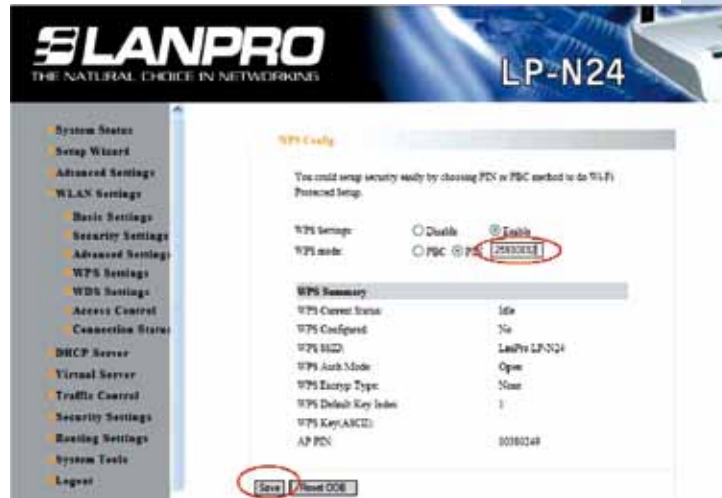 LANPRO
THE NATURAL CHOICE IN NETWORKING
LP-N24
System Status
Setup Wizard
Advanced Settings
WLAN Settings
Basic Settings
Security Settings
Advanced Settings
WPS Settings
WDS Settings
Access Control
Connection Status
DHCP Server
Virtual Server
Traffic Control
Security Settings
Routing Settings
System Tools
Logout
WPS Config
You could setup security easily by choosing PIN or PBC method to do Wi-Fi
Protected Setup.
WPS Settings: Disable Enable
WPS mode: PBC
WPS Summary
WPS Current Status: Idle
WPS Configured: No
WPS SSID: LanPro LP-N24
WPS Auth Mode: Open
WPS Encryp Type: None
WPS Default Key Index: 1
WPS Key(ASCII):
AP PIN:
Save Reset OOB